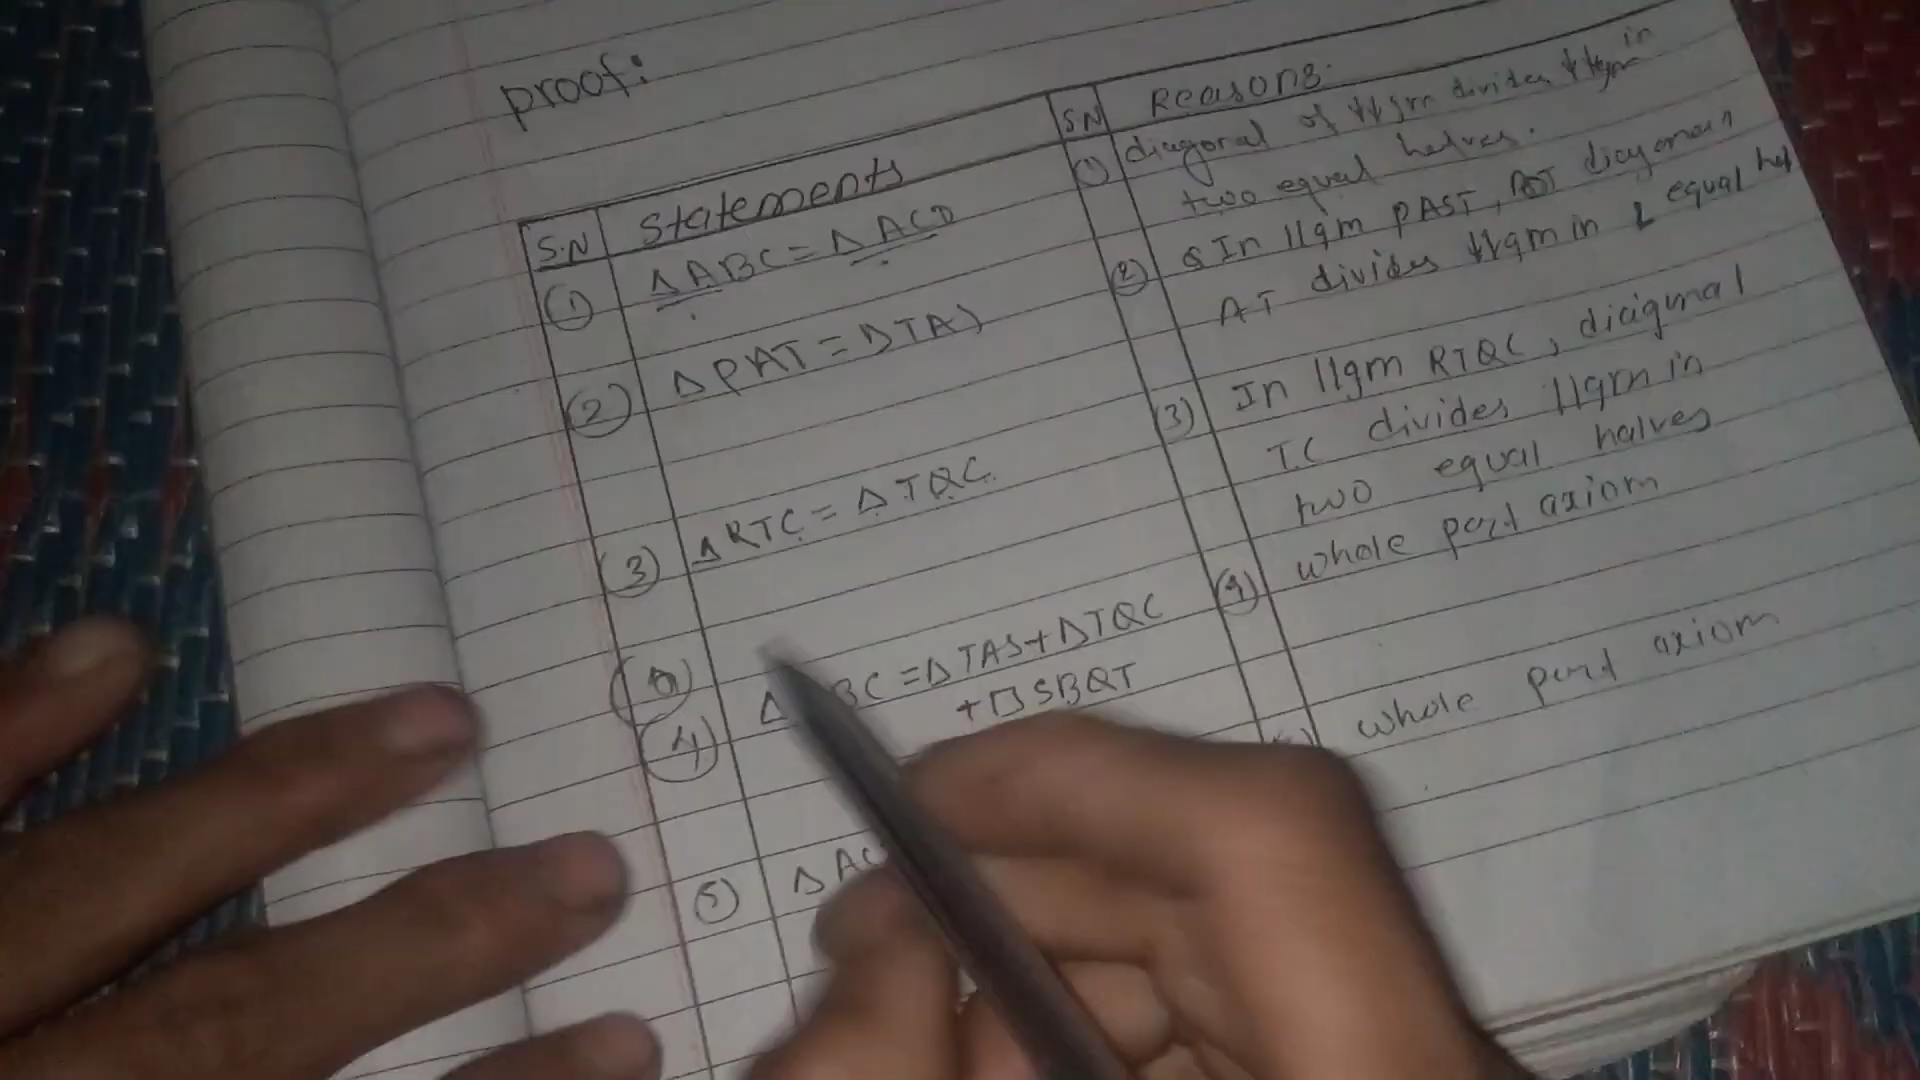 proof:
S.N Statements
① ΔABC = ΔACD
② ΔPAT = ΔTAS
③ ΔRTC = ΔTQC
④ Δ BC = ΔTAS + ΔTQC
+ SBQT
⑤ ΔAC
S.N Reasons.
① diagonal of llgm divides llgm in
two equal halves.
② In llgm PAST, diagonal
AT divides llgm in 2 equal
③ In llgm RTQC, diagonal
TC divides llgm in
two equal halves
④ whole part axiom
whole part axiom